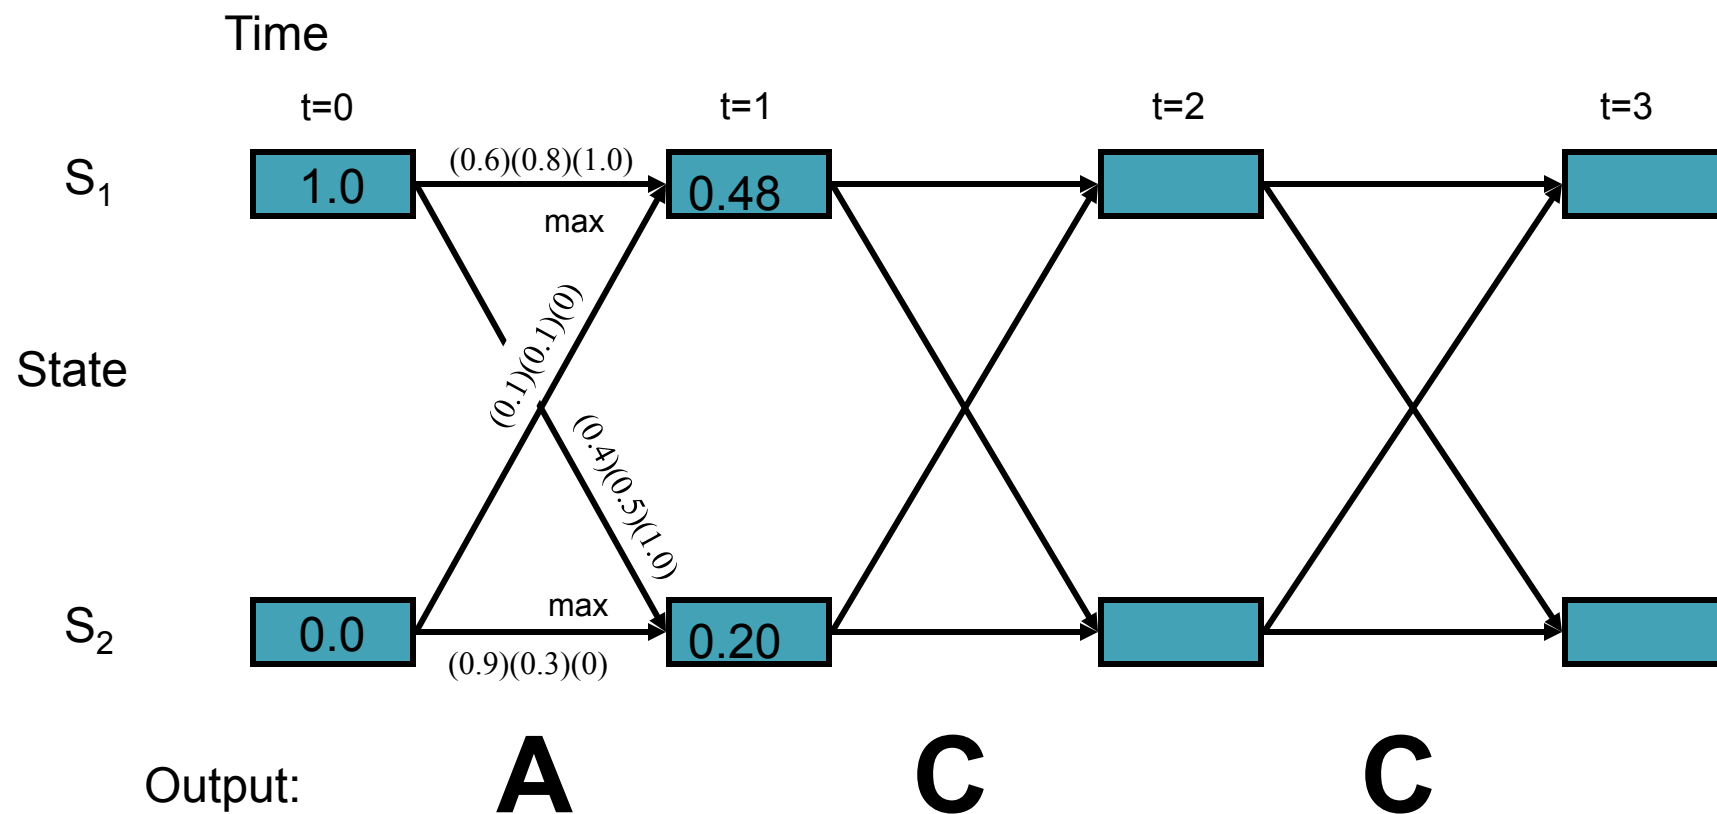 Time
t=0 t=1 t=2 t=3
(0.6)(0.8)(1.0)
S1 1.0 0.48
max
(0.1)(0.1)(0)
State
(0.4)(0.5)(1.0)
max
S2 0.0 0.20
(0.9)(0.3)(0)
Output: A C C